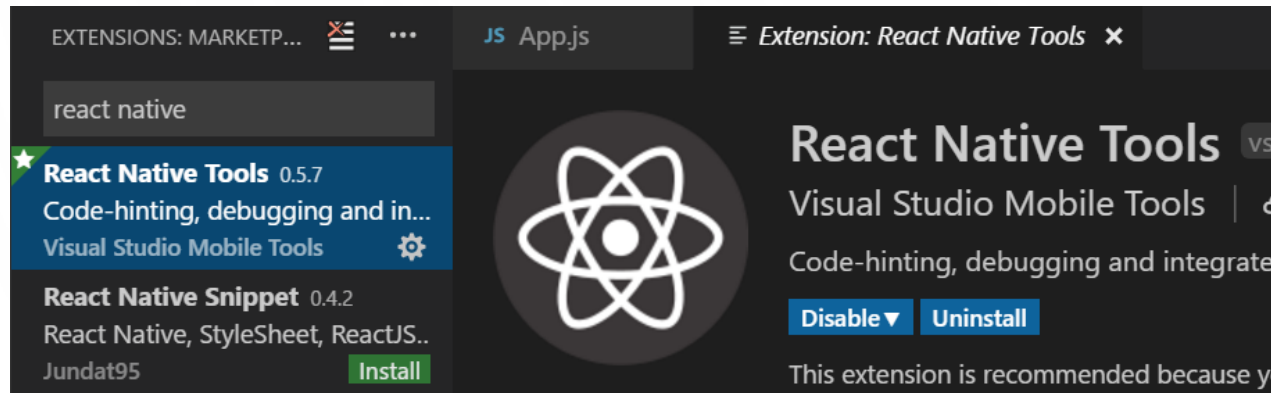 EXTENSIONS: MARKETP... ···
JS App.js
Extension: React Native Tools ×
react native
React Native Tools 0.5.7
Code-hinting, debugging and in...
Visual Studio Mobile Tools
React Native Snippet 0.4.2
React Native, StyleSheet, ReactJS..
Jundat95 Install
React Native Tools vs
Visual Studio Mobile Tools |
Code-hinting, debugging and integrate
Disable▼ Uninstall
This extension is recommended because y